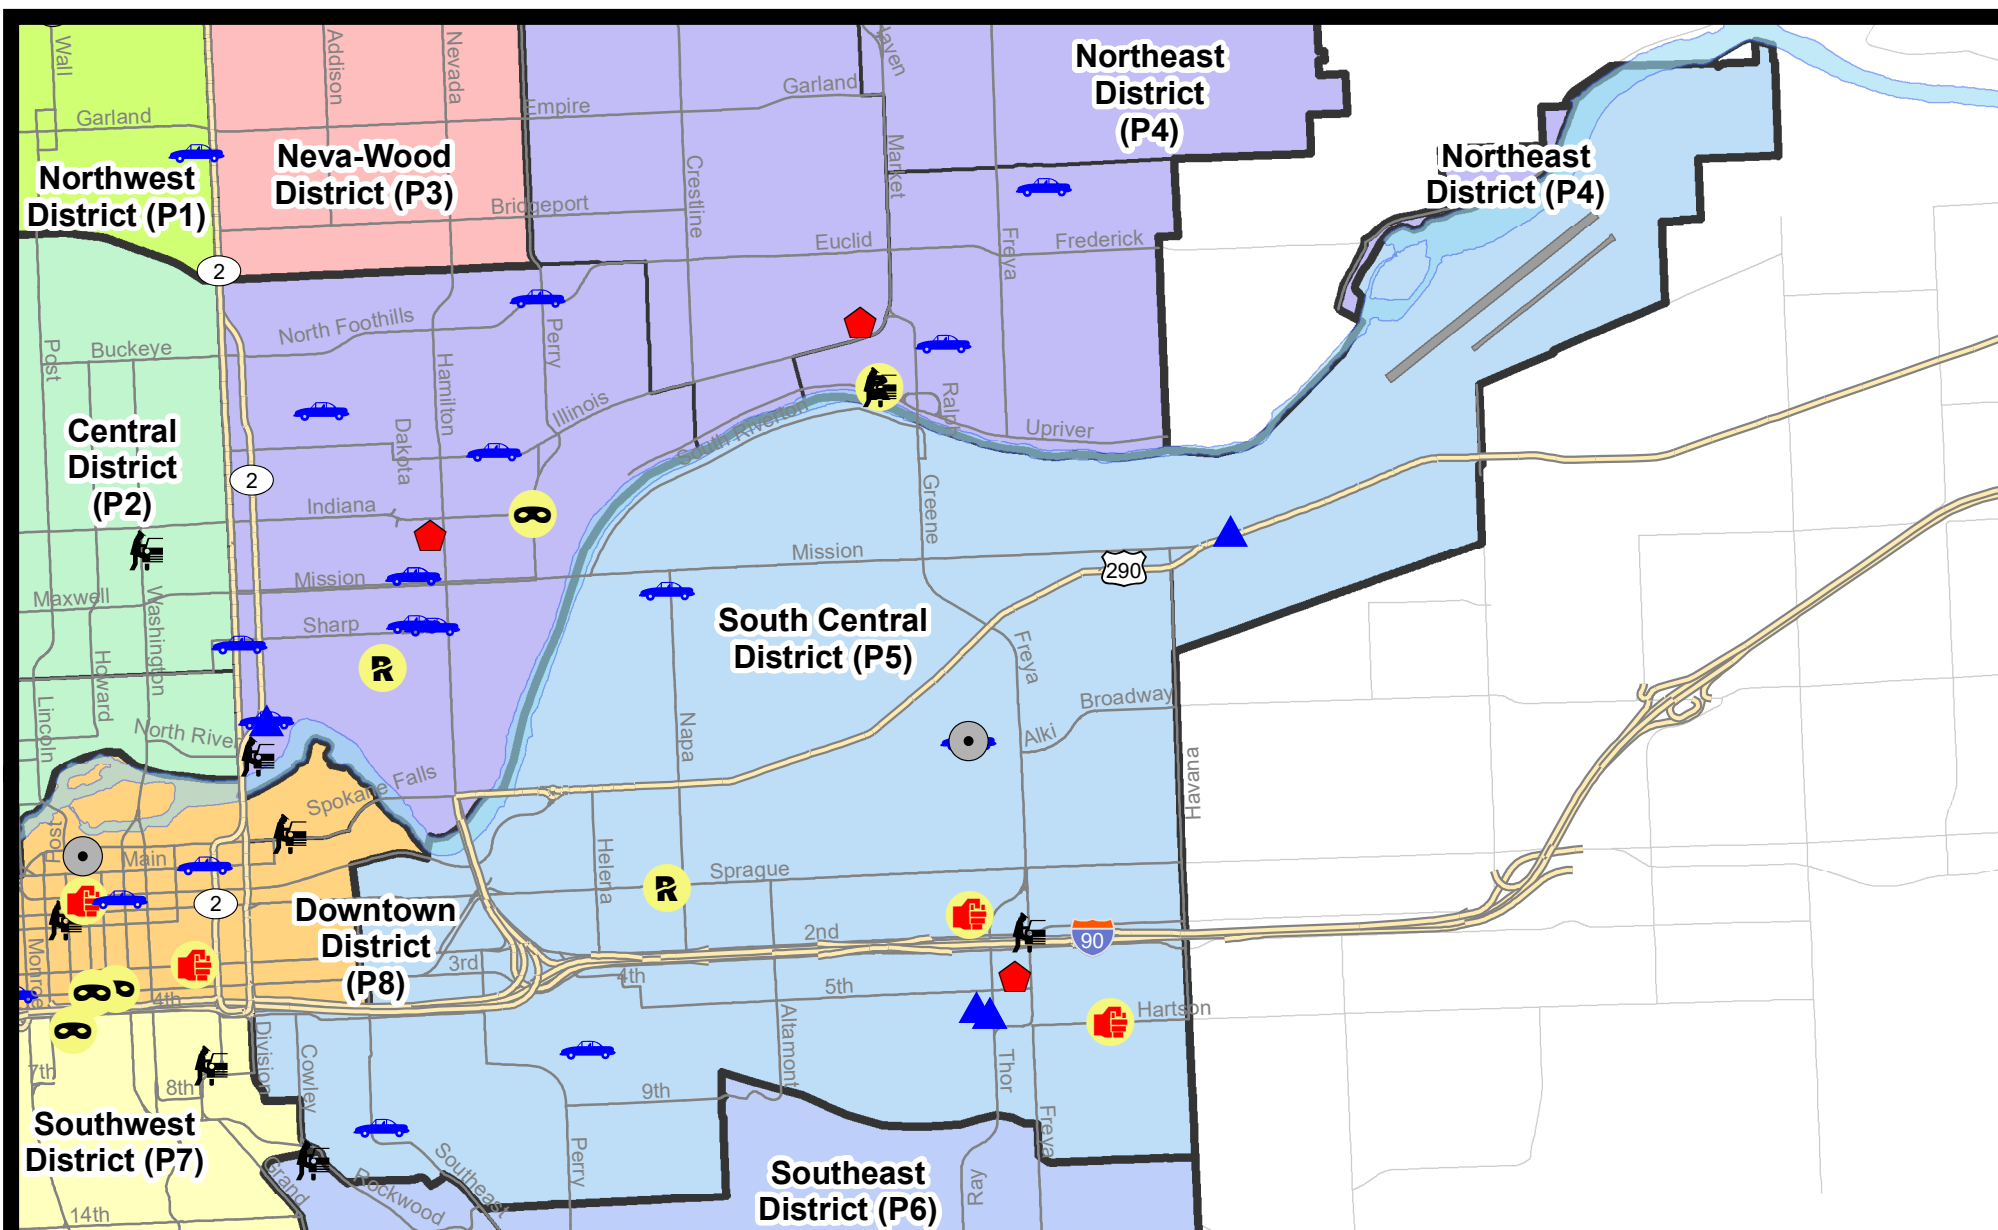 Wall
Addison
Nevada
Haven
Northeast
District
(P4)
Garland
Empire
Garland
Market
Northwest
District (P1)
Neva-Wood
District (P3)
Crestline
Northeast
District (P4)
Bridgeport
Euclid
Freya
Frederick
2
North Foothills
Perry
Post
Buckeye
Hamilton
Illinois
Ralph
Dakota
South Riverton
Upriver
Central
District
(P2)
2
Indiana
Greene
Mission
290
Mission
Maxwell
Washington
Sharp
South Central
District (P5)
Freya
Howard
Lincoln
North River
Napa
Broadway
Alki
Havana
Spokane Falls
Post
Main
Helena
Sprague
2
Downtown
District
(P8)
Monroe
2nd
90
3rd
4th
5th
4th
Hartson
Division
Cowley
Altamont
Thor
7th
8th
9th
Freya
Southwest
District (P7)
Perry
Southeast
Grand
Rockwood
Ray
Southeast
District (P6)
14th